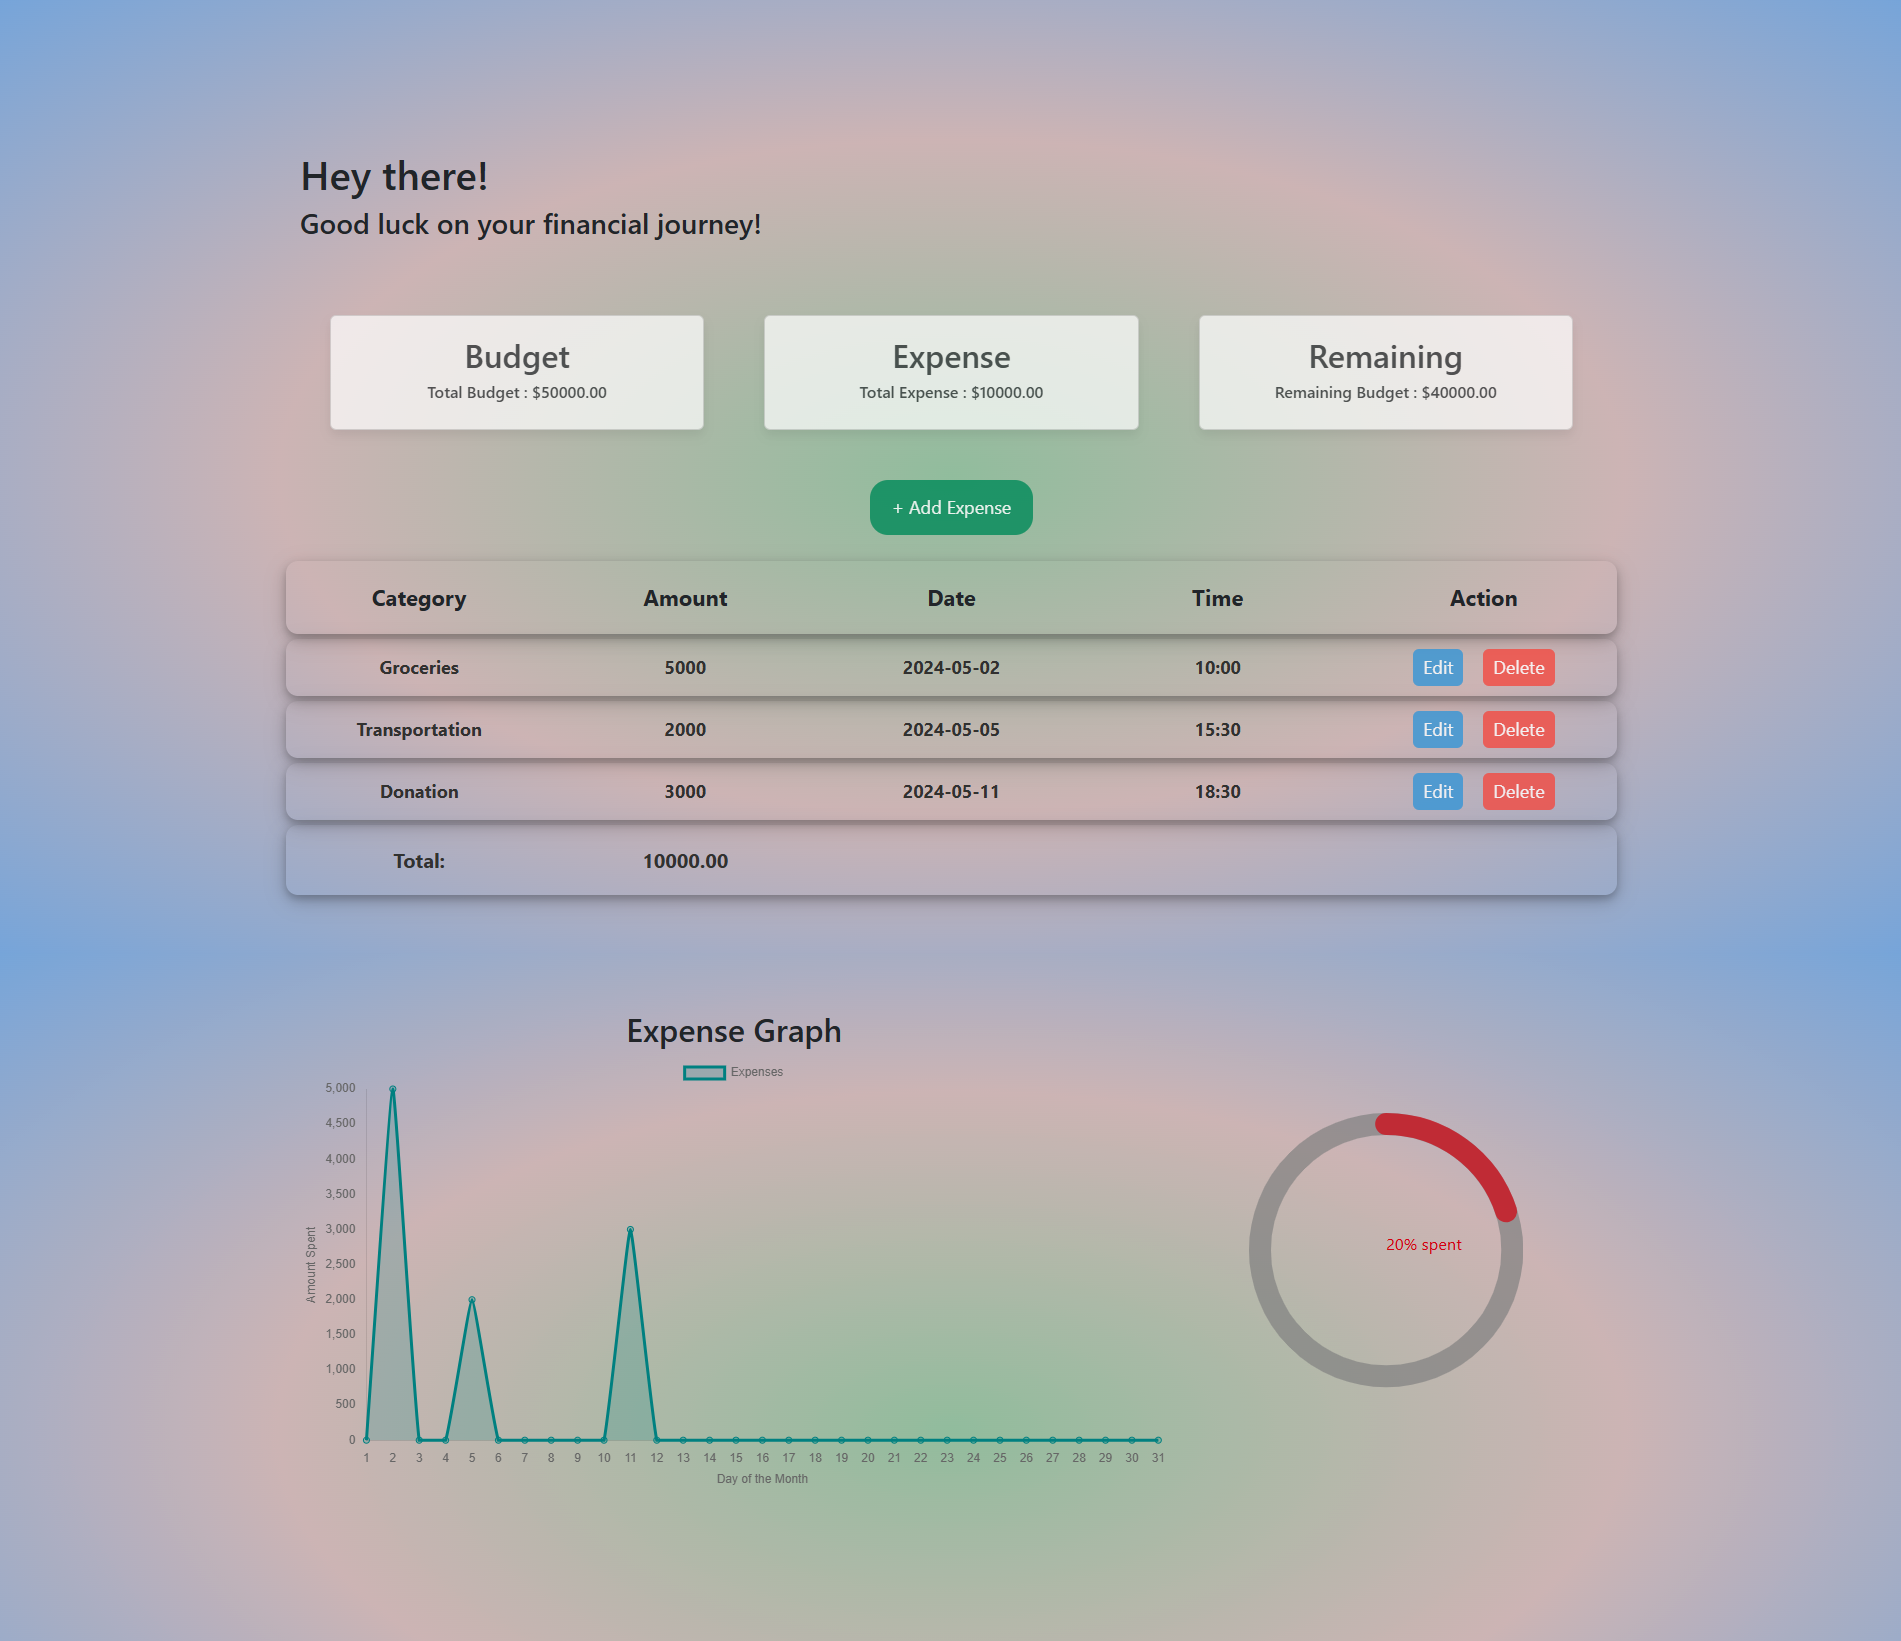 Hey there!
Good luck on your financial journey!
Budget
Total Budget : $50000.00
Expense
Total Expense : $10000.00
Remaining
Remaining Budget : $40000.00
+ Add Expense
Category Amount Date Time Action
Groceries 5000 2024-05-02 10:00 Edit Delete
Transportation 2000 2024-05-05 15:30 Edit Delete
Donation 3000 2024-05-11 18:30 Edit Delete
Total: 10000.00
Expense Graph
Expenses
5,000
4,500
4,000
3,500
3,000
2,500
2,000
1,500
1,000
500
0
Amount Spent
1 2 3 4 5 6 7 8 9 10 11 12 13 14 15 16 17 18 19 20 21 22 23 24 25 26 27 28 29 30 31
Day of the Month
20% spent